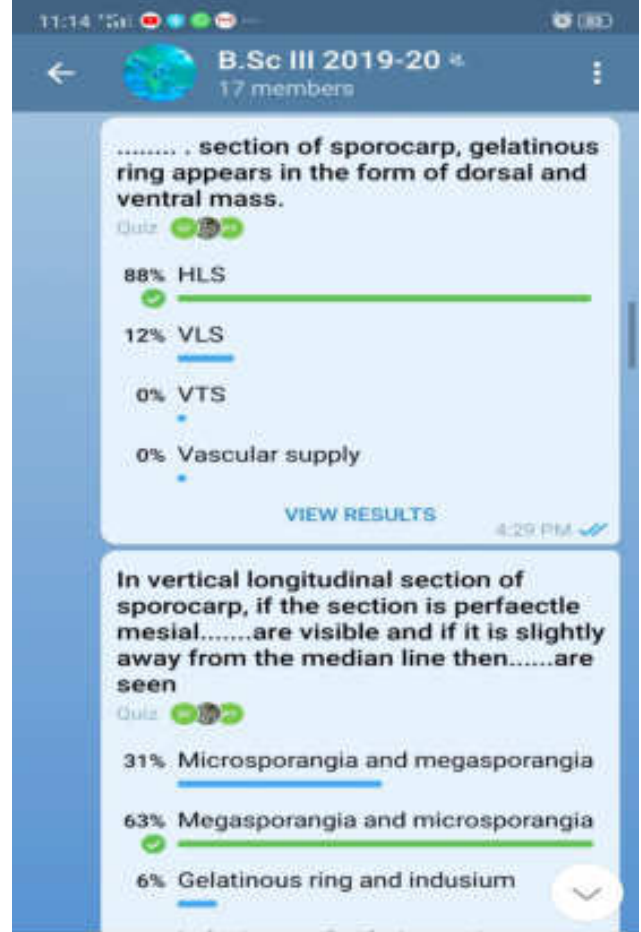 11:14
B.Sc III 2019-20
17 members
........ . section of sporocarp, gelatinous
ring appears in the form of dorsal and
ventral mass.
Quiz
88% HLS
12% VLS
0% VTS
0% Vascular supply
VIEW RESULTS
4:29 PM
In vertical longitudinal section of
sporocarp, if the section is perfaectle
mesial.......are visible and if it is slightly
away from the median line then......are
seen
Quiz
31% Microsporangia and megasporangia
63% Megasporangia and microsporangia
6% Gelatinous ring and indusium